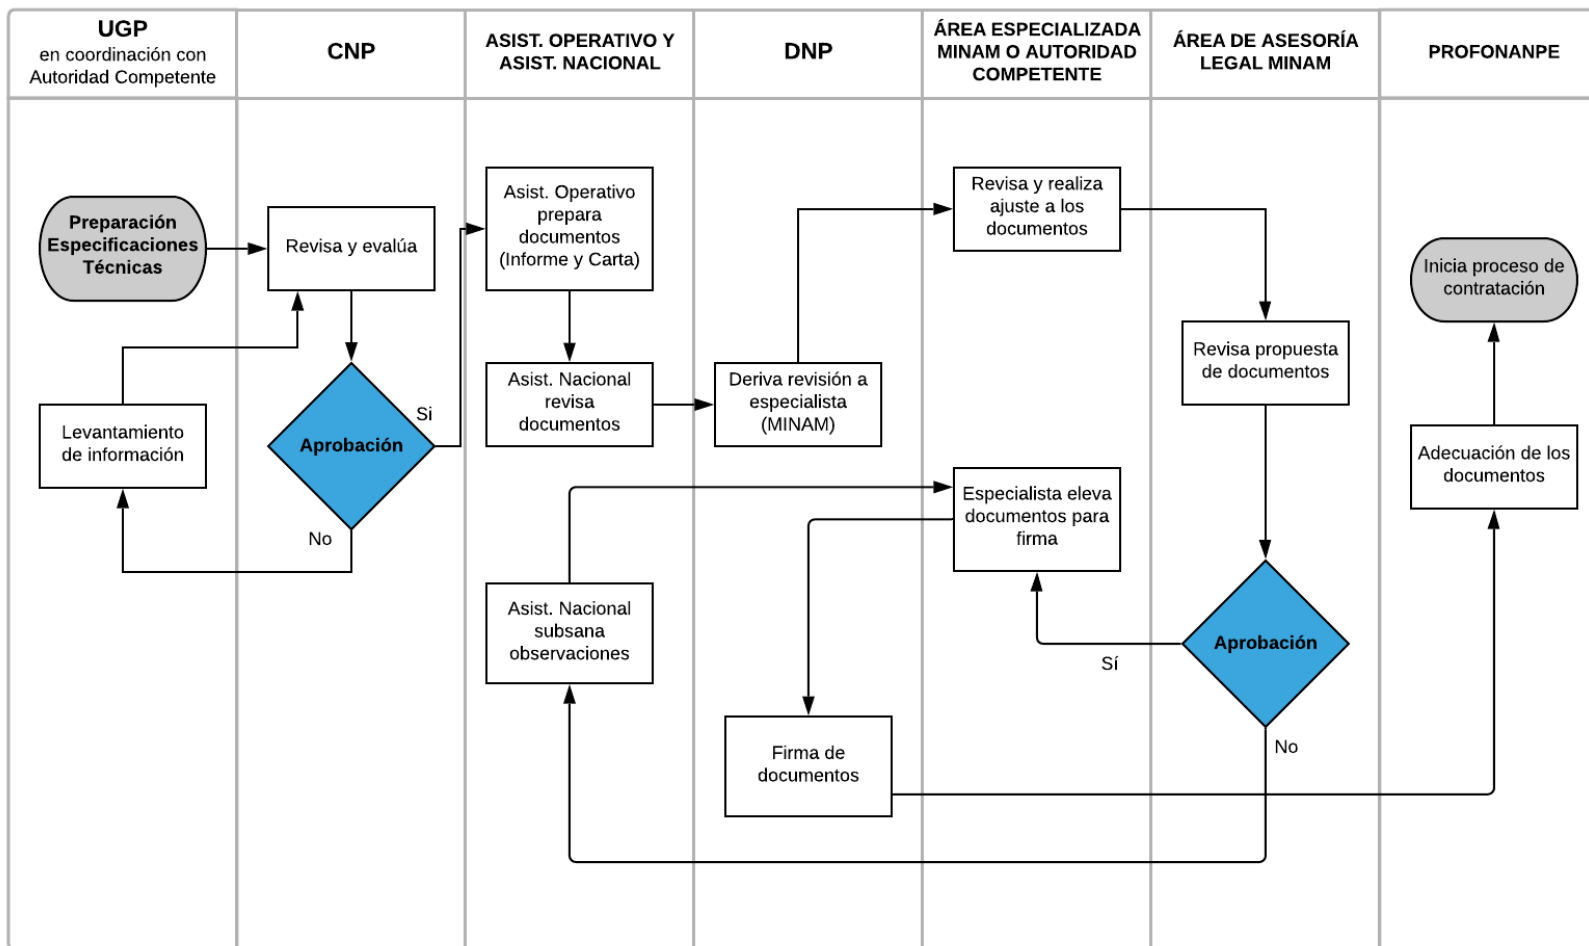 UGP
en coordinación con
Autoridad Competente
CNP
ASIST. OPERATIVO Y
ASIST. NACIONAL
DNP
ÁREA ESPECIALIZADA
MINAM O AUTORIDAD
COMPETENTE
ÁREA DE ASESORÍA
LEGAL MINAM
PROFONANPE
Preparación
Especificaciones
Técnicas
Revisa y evalúa
Aprobación
Si
No
Levantamiento
de información
Asist. Operativo
prepara
documentos
(Informe y Carta)
Asist. Nacional
revisa
documentos
Deriva revisión a
especialista
(MINAM)
Revisa y realiza
ajuste a los
documentos
Revisa propuesta
de documentos
Aprobación
Sí
No
Especialista eleva
documentos para
firma
Asist. Nacional
subsana
observaciones
Firma de
documentos
Adecuación de los
documentos
Inicia proceso de
contratación